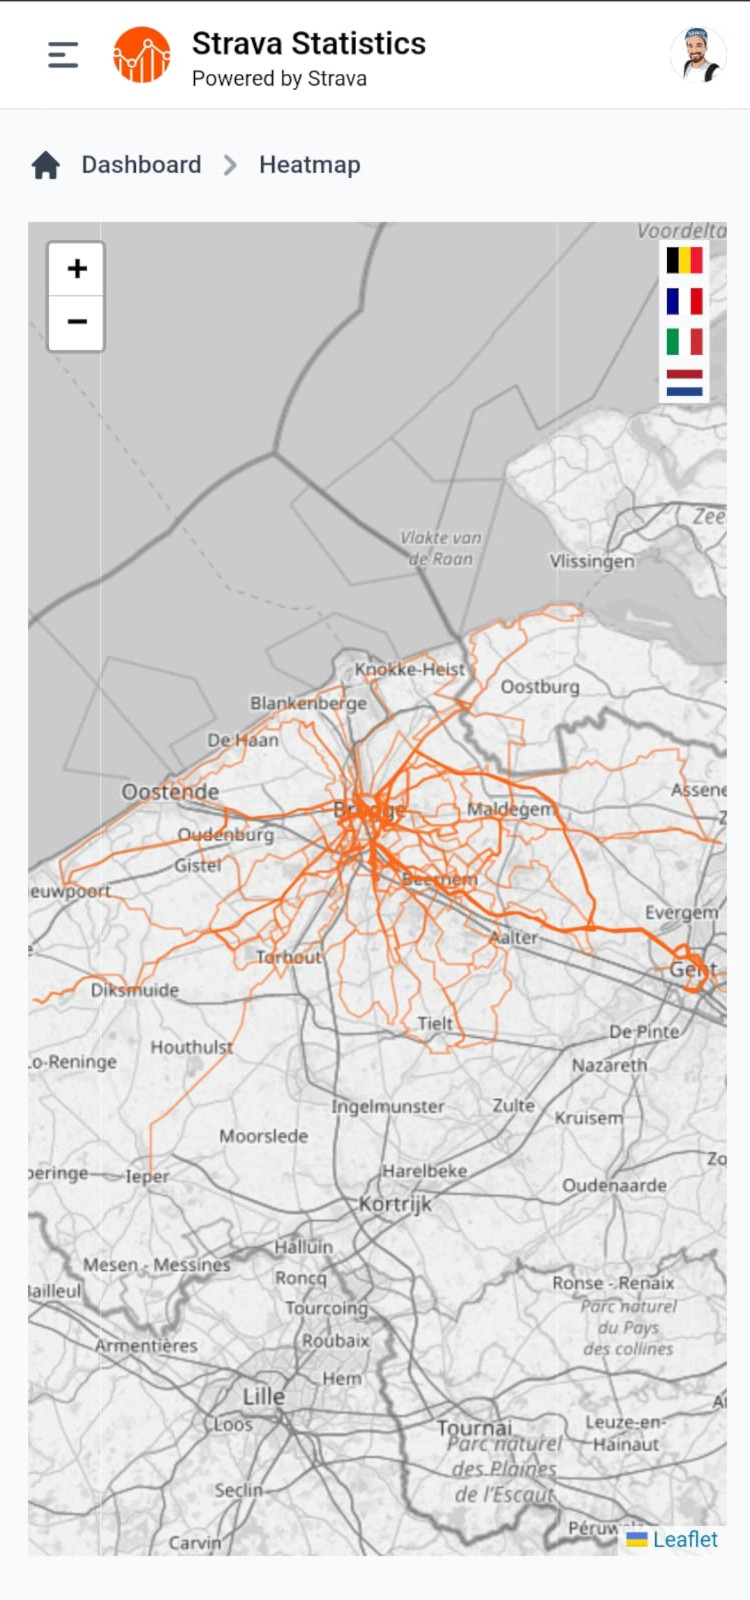 Strava Statistics
Powered by Strava
Dashboard
Heatmap
+
−
Voordelta
Zee
Vlakte van
de Raan
Vlissingen
Knokke-Heist
Oostburg
Blankenberge
De Haan
Oostende
Assene
Brugge
Maldegem
Oudenburg
Gistel
Beernem
euwpoort
Evergem
Aalter
Torhout
Gent
Diksmuide
Tielt
De Pinte
Houthulst
Lo-Reninge
Nazareth
Ingelmunster
Zulte
Kruisem
Moorslede
Zo
peringe
Ieper
Harelbeke
Oudenaarde
Kortrijk
Halluin
Mesen - Messines
Roncq
Ronse - Renaix
Bailleul
Tourcoing
Parc naturel
du Pays
des collines
Armentières
Roubaix
Hem
Lille
At
Loos
Tournai
Leuze-en-
Hainaut
Parc naturel
des Plaines
de l'Escaut
Seclin
Péruw
Carvin
Leaflet